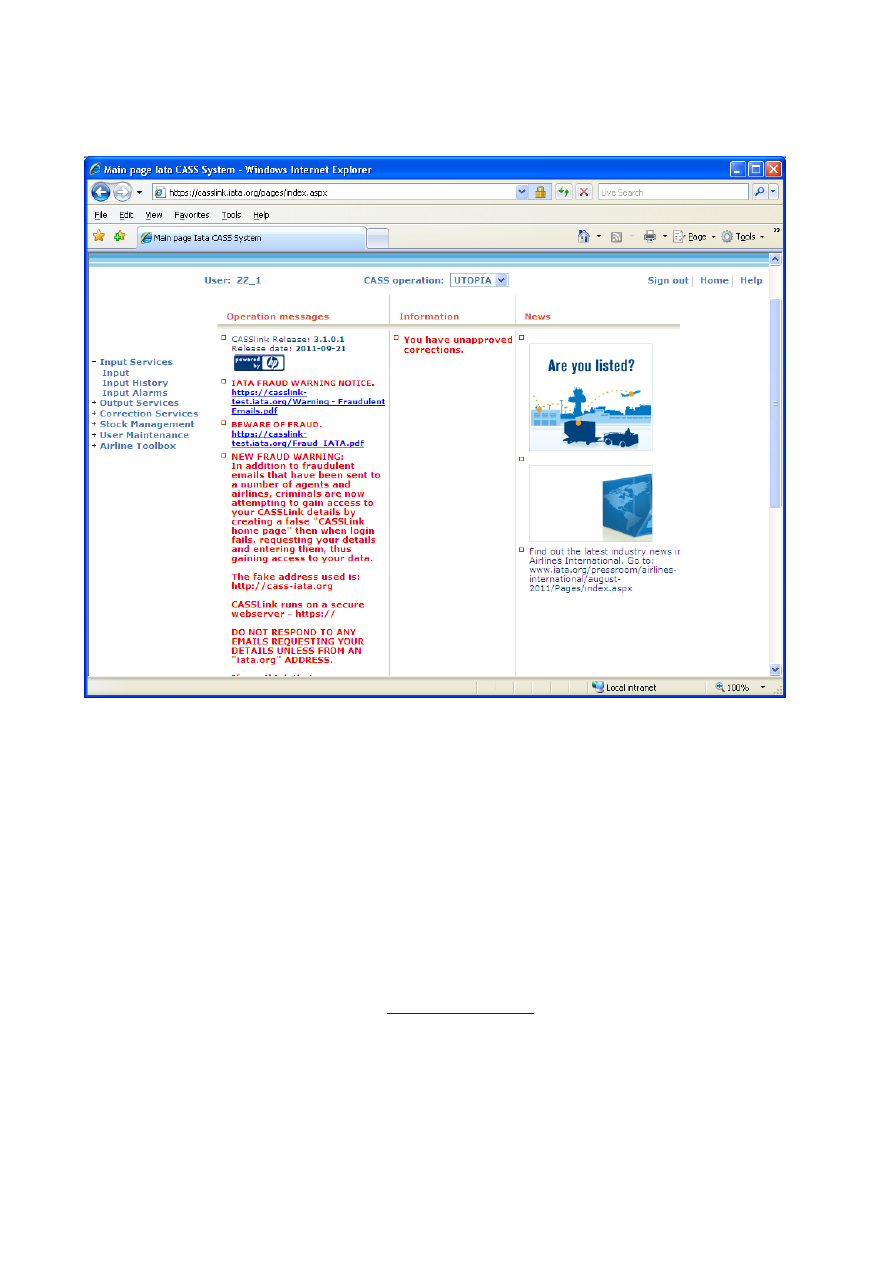 Main page Iata CASS System - Windows Internet Explorer
https://casslink.iata.org/pages/index.aspx
Live Search
File Edit View Favorites Tools Help
Main page Iata CASS System
Page Tools
User: ZZ_1 CASS operation: UTOPIA Sign out Home Help
Operation messages Information News
- Input Services
Input
Input History
Input Alarms
+ Output Services
+ Correction Services
+ Stock Management
+ User Maintenance
+ Airline Toolbox
CASSlink Release: 3.1.0.1
Release date: 2011-09-21
powered
by hp
IATA FRAUD WARNING NOTICE.
https://casslink-
test.iata.org/Warning - Fraudulent
Emails.pdf
BEWARE OF FRAUD.
https://casslink-
test.iata.org/Fraud_IATA.pdf
NEW FRAUD WARNING:
In addition to fraudulent
emails that have been sent to
a number of agents and
airlines, criminals are now
attempting to gain access to
your CASSLink details by
creating a false "CASSLink
home page" then when login
fails, requesting your details
and entering them, thus
gaining access to your data.
The fake address used is:
http://cass-iata.org
CASSLink runs on a secure
webserver - https://
DO NOT RESPOND TO ANY
EMAILS REQUESTING YOUR
DETAILS UNLESS FROM AN
"iata.org" ADDRESS.
You have unapproved
corrections.
Are you listed?
Find out the latest industry news in
Airlines International. Go to:
www.iata.org/pressroom/airlines-
international/august-
2011/Pages/index.aspx
Local intranet 100%